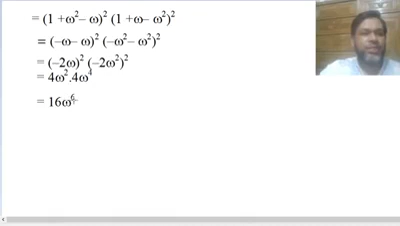 = (1 +ω²– ω)² (1 +ω– ω²)²
= (–ω– ω)² (–ω²– ω²)²
= (–2ω)² (–2ω²)²
= 4ω².4ω⁴
= 16ω⁶